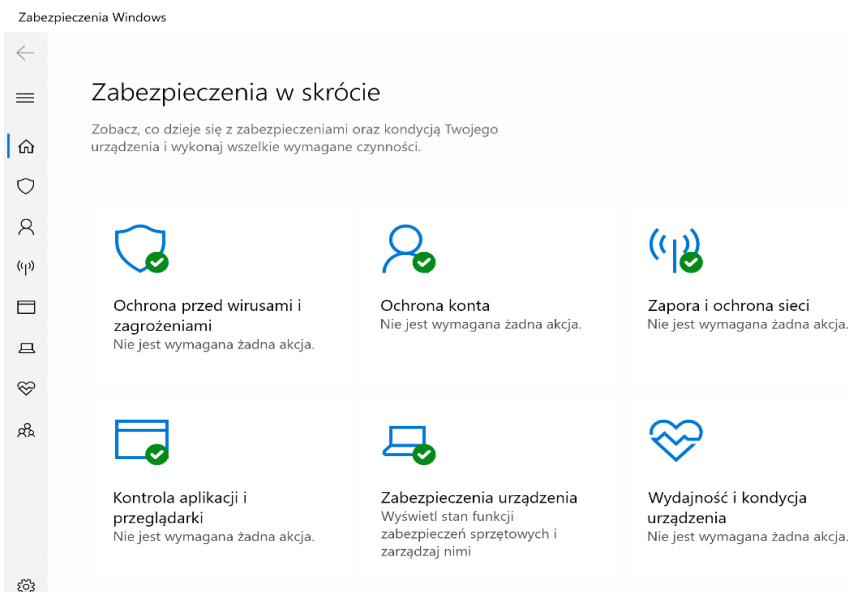 Zabezpieczenia Windows
Zabezpieczenia w skrócie
Zobacz, co dzieje się z zabezpieczeniami oraz kondycją Twojego
urządzenia i wykonaj wszelkie wymagane czynności.
Ochrona przed wirusami i
zagrożeniami
Nie jest wymagana żadna akcja.
Ochrona konta
Nie jest wymagana żadna akcja.
Zapora i ochrona sieci
Nie jest wymagana żadna akcja.
Kontrola aplikacji i
przeglądarki
Nie jest wymagana żadna akcja.
Zabezpieczenia urządzenia
Wyświetl stan funkcji
zabezpieczeń sprzętowych i
zarządzaj nimi
Wydajność i kondycja
urządzenia
Nie jest wymagana żadna akcja.